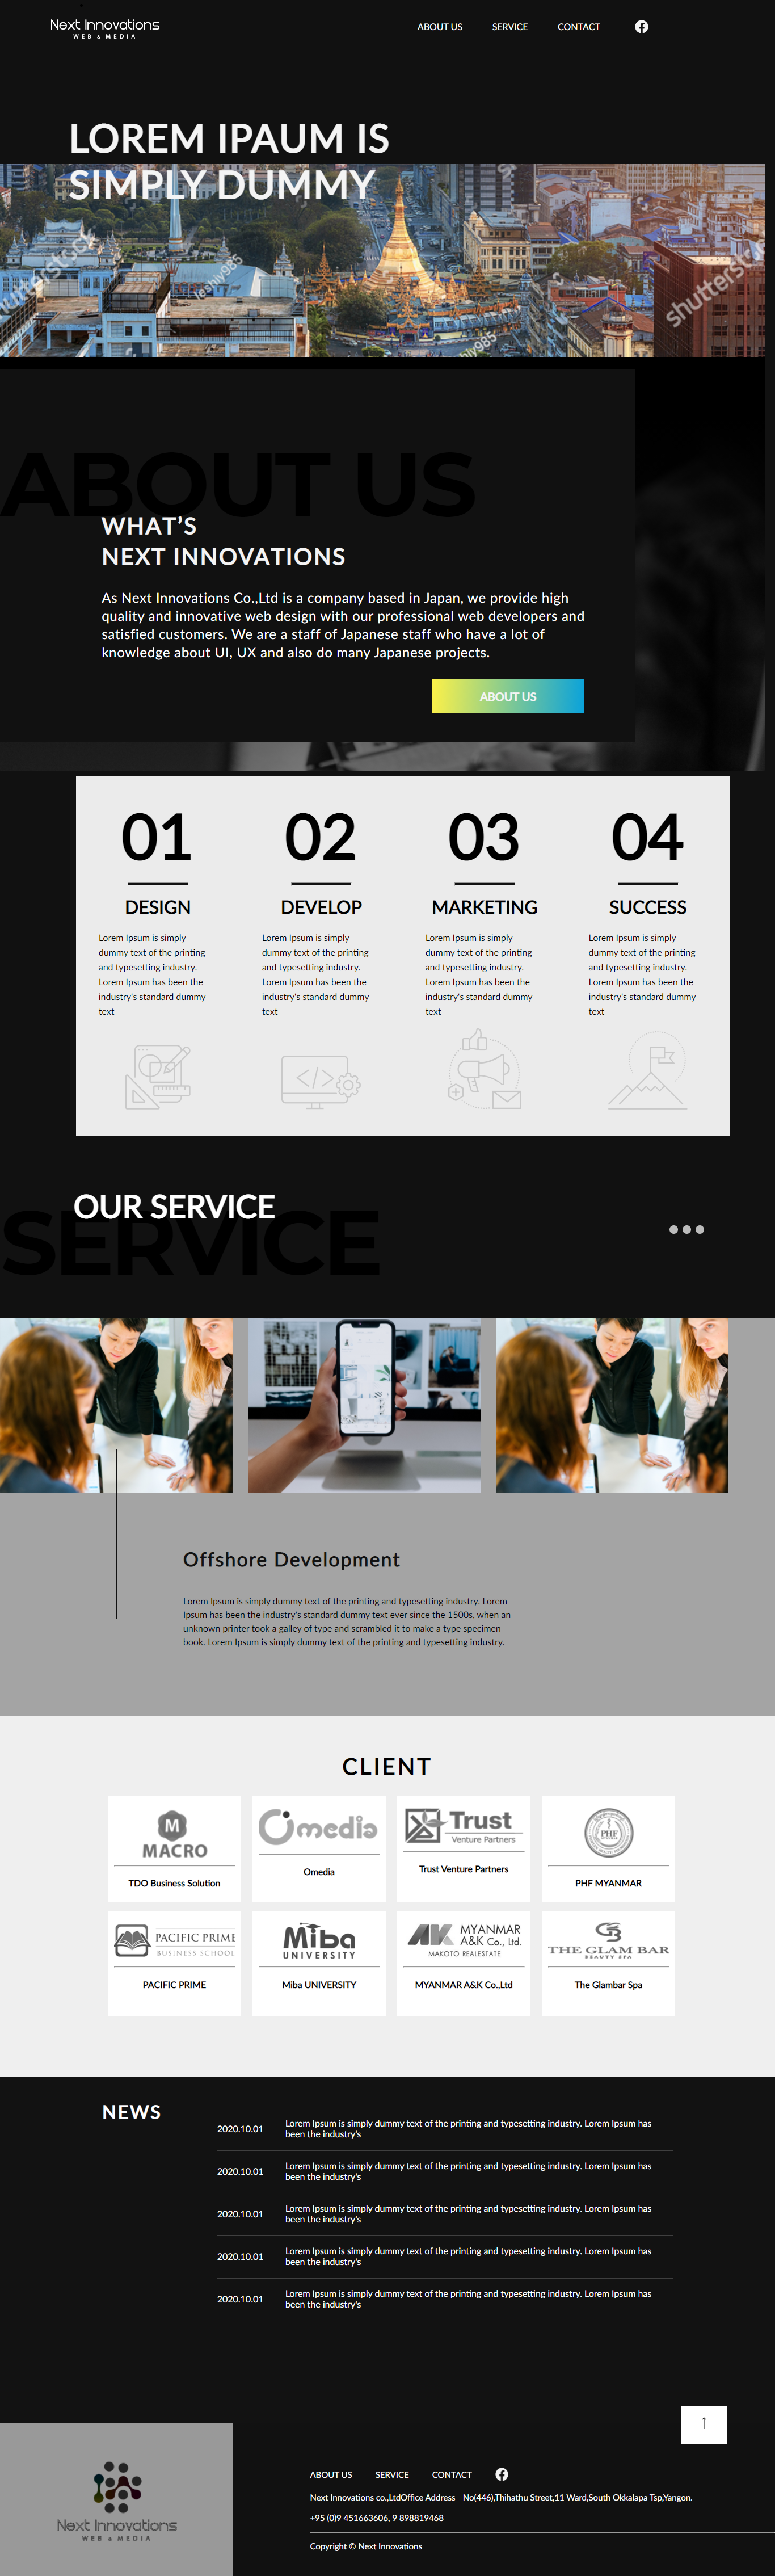 Next Innovations
WEB & MEDIA
ABOUT US
SERVICE
CONTACT
LOREM IPAUM IS
SIMPLY DUMMY
shutterstock
shutterst
ABOUT US
WHAT'S
NEXT INNOVATIONS
As Next Innovations Co.,Ltd is a company based in Japan, we provide high
quality and innovative web design with our professional web developers and
satisfied customers. We are a staff of Japanese staff who have a lot of
knowledge about UI, UX and also do many Japanese projects.
ABOUT US
01
DESIGN
Lorem Ipsum is simply
dummy text of the printing
and typesetting industry.
Lorem Ipsum has been the
industry's standard dummy
text
02
DEVELOP
Lorem Ipsum is simply
dummy text of the printing
and typesetting industry.
Lorem Ipsum has been the
industry's standard dummy
text
03
MARKETING
Lorem Ipsum is simply
dummy text of the printing
and typesetting industry.
Lorem Ipsum has been the
industry's standard dummy
text
04
SUCCESS
Lorem Ipsum is simply
dummy text of the printing
and typesetting industry.
Lorem Ipsum has been the
industry's standard dummy
text
OUR SERVICE
SERVICE
Offshore Development
Lorem Ipsum is simply dummy text of the printing and typesetting industry. Lorem
Ipsum has been the industry's standard dummy text ever since the 1500s, when an
unknown printer took a galley of type and scrambled it to make a type specimen
book. Lorem Ipsum is simply dummy text of the printing and typesetting industry.
CLIENT
M
MACRO
TDO Business Solution
Omedia
Omedia
Trust
Venture Partners
Trust Venture Partners
PHF
PHF MYANMAR
PACIFIC PRIME
BUSINESS SCHOOL
PACIFIC PRIME
Miba
UNIVERSITY
Miba UNIVERSITY
AK MYANMAR
A&K Co., Ltd.
MAKOTO REALESTATE
MYANMAR A&K Co.,Ltd
THE GLAM BAR
BEAUTY SPA
The Glambar Spa
NEWS
2020.10.01
Lorem Ipsum is simply dummy text of the printing and typesetting industry. Lorem Ipsum has
been the industry's
2020.10.01
Lorem Ipsum is simply dummy text of the printing and typesetting industry. Lorem Ipsum has
been the industry's
2020.10.01
Lorem Ipsum is simply dummy text of the printing and typesetting industry. Lorem Ipsum has
been the industry's
2020.10.01
Lorem Ipsum is simply dummy text of the printing and typesetting industry. Lorem Ipsum has
been the industry's
2020.10.01
Lorem Ipsum is simply dummy text of the printing and typesetting industry. Lorem Ipsum has
been the industry's
↑
Next Innovations
WEB & MEDIA
ABOUT US
SERVICE
CONTACT
Next Innovations co.,LtdOffice Address - No(446),Thihathu Street,11 Ward,South Okkalapa Tsp,Yangon.
+95 (0)9 451663606, 9 898819468
Copyright © Next Innovations